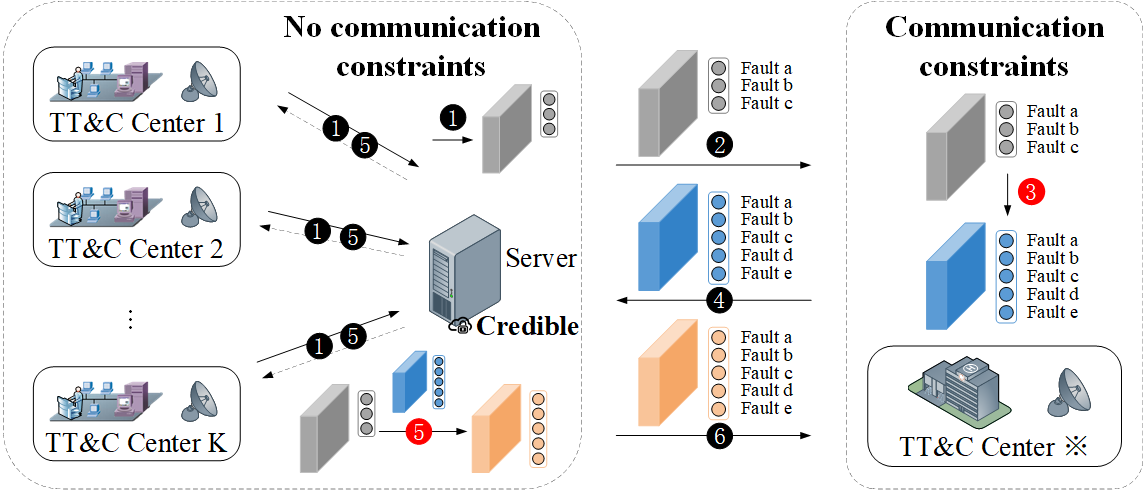 No communication
constraints
TT&C Center 1
1
5
1
TT&C Center 2
1
5
Server
Credible
⋮
1
5
TT&C Center K
5
Fault a
Fault b
Fault c
2
Fault a
Fault b
Fault c
Fault d
Fault e
4
Fault a
Fault b
Fault c
Fault d
Fault e
6
Communication
constraints
Fault a
Fault b
Fault c
3
Fault a
Fault b
Fault c
Fault d
Fault e
TT&C Center ※